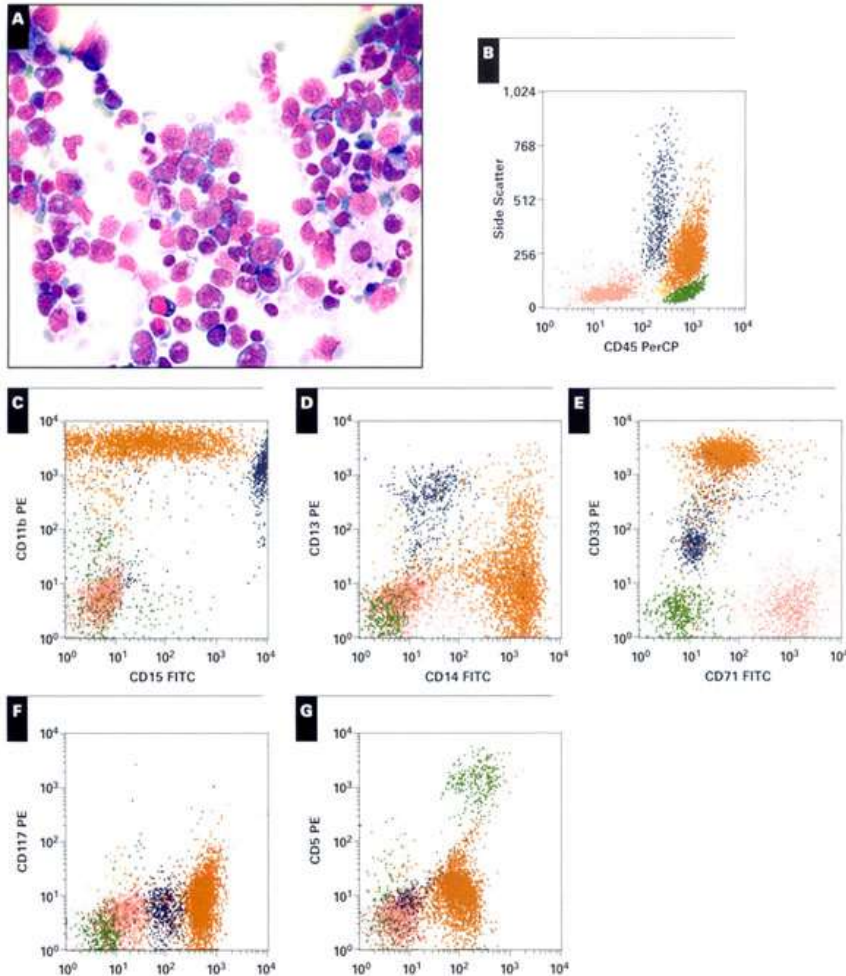 A
B
1,024
768
512
256
0
Side Scatter
10⁰ 10¹ 10² 10³ 10⁴
CD45 PerCP
C
10⁴
10³
10²
10¹
10⁰
CD11b PE
10⁰ 10¹ 10² 10³ 10⁴
CD15 FITC
D
10⁴
10³
10²
10¹
10⁰
CD13 PE
10⁰ 10¹ 10² 10³ 10⁴
CD14 FITC
E
10⁴
10³
10²
10¹
10⁰
CD33 PE
10⁰ 10¹ 10² 10³ 10⁴
CD71 FITC
F
10⁴
10³
10²
10¹
10⁰
CD117 PE
10⁰ 10¹ 10² 10³ 10⁴
G
10⁴
10³
10²
10¹
10⁰
CD5 PE
10⁰ 10¹ 10² 10³ 10⁴